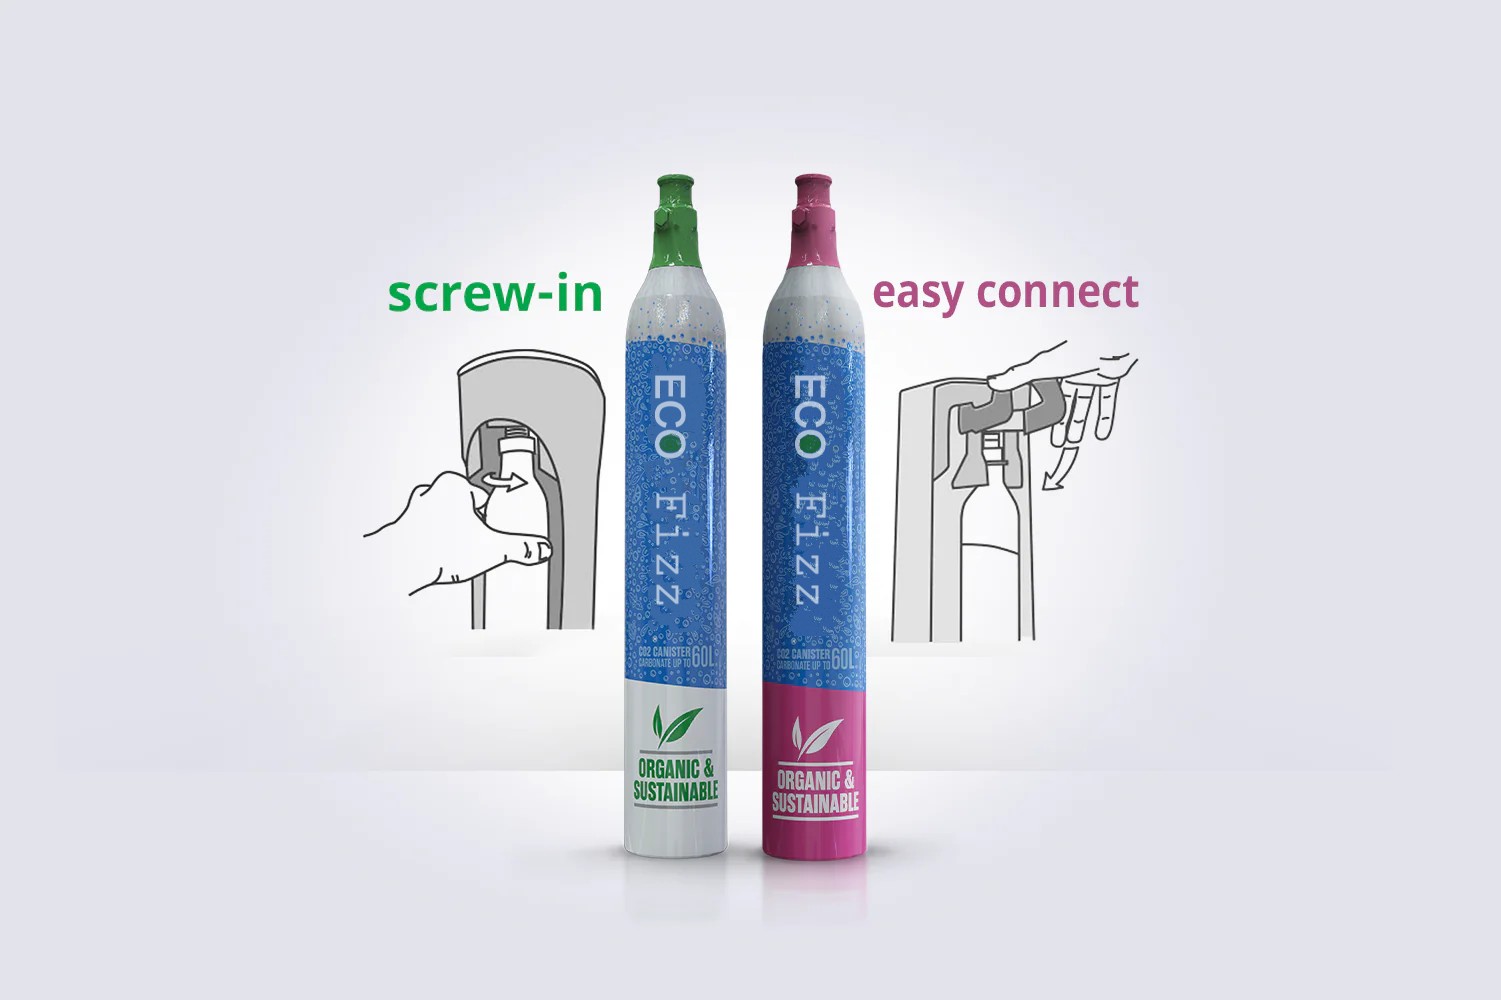 screw-in
easy connect
ECO Fizz
CO2 CANISTER
CARBONATE UP TO 60L
ORGANIC &
SUSTAINABLE
ECO Fizz
CO2 CANISTER
CARBONATE UP TO 60L
ORGANIC &
SUSTAINABLE